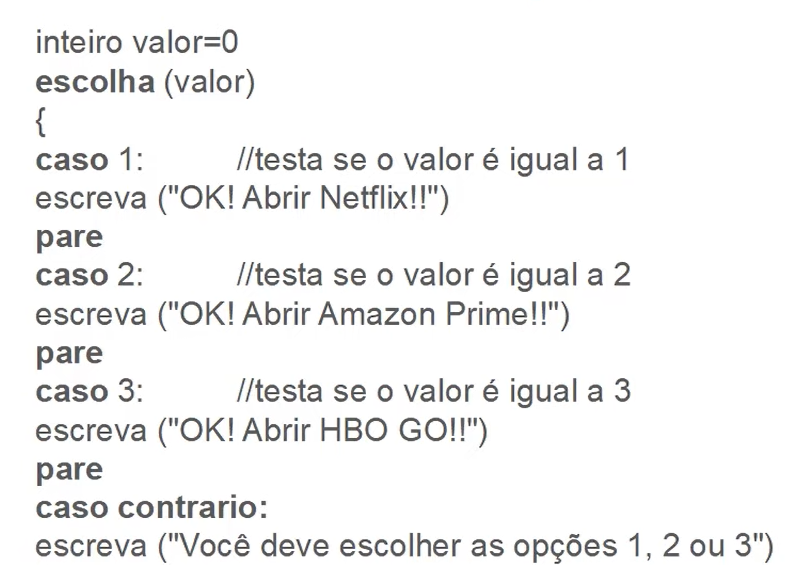 inteiro valor=0
escolha (valor)
{
caso 1: //testa se o valor é igual a 1
escreva ("OK! Abrir Netflix!!")
pare
caso 2: //testa se o valor é igual a 2
escreva ("OK! Abrir Amazon Prime!!")
pare
caso 3: //testa se o valor é igual a 3
escreva ("OK! Abrir HBO GO!!")
pare
caso contrario:
escreva ("Você deve escolher as opções 1, 2 ou 3")